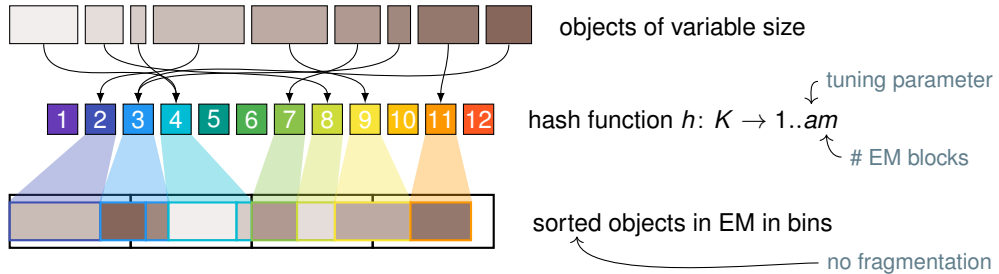 objects of variable size
tuning parameter
1 2 3 4 5 6 7 8 9 10 11 12
hash function h: K → 1..am
# EM blocks
sorted objects in EM in bins
no fragmentation